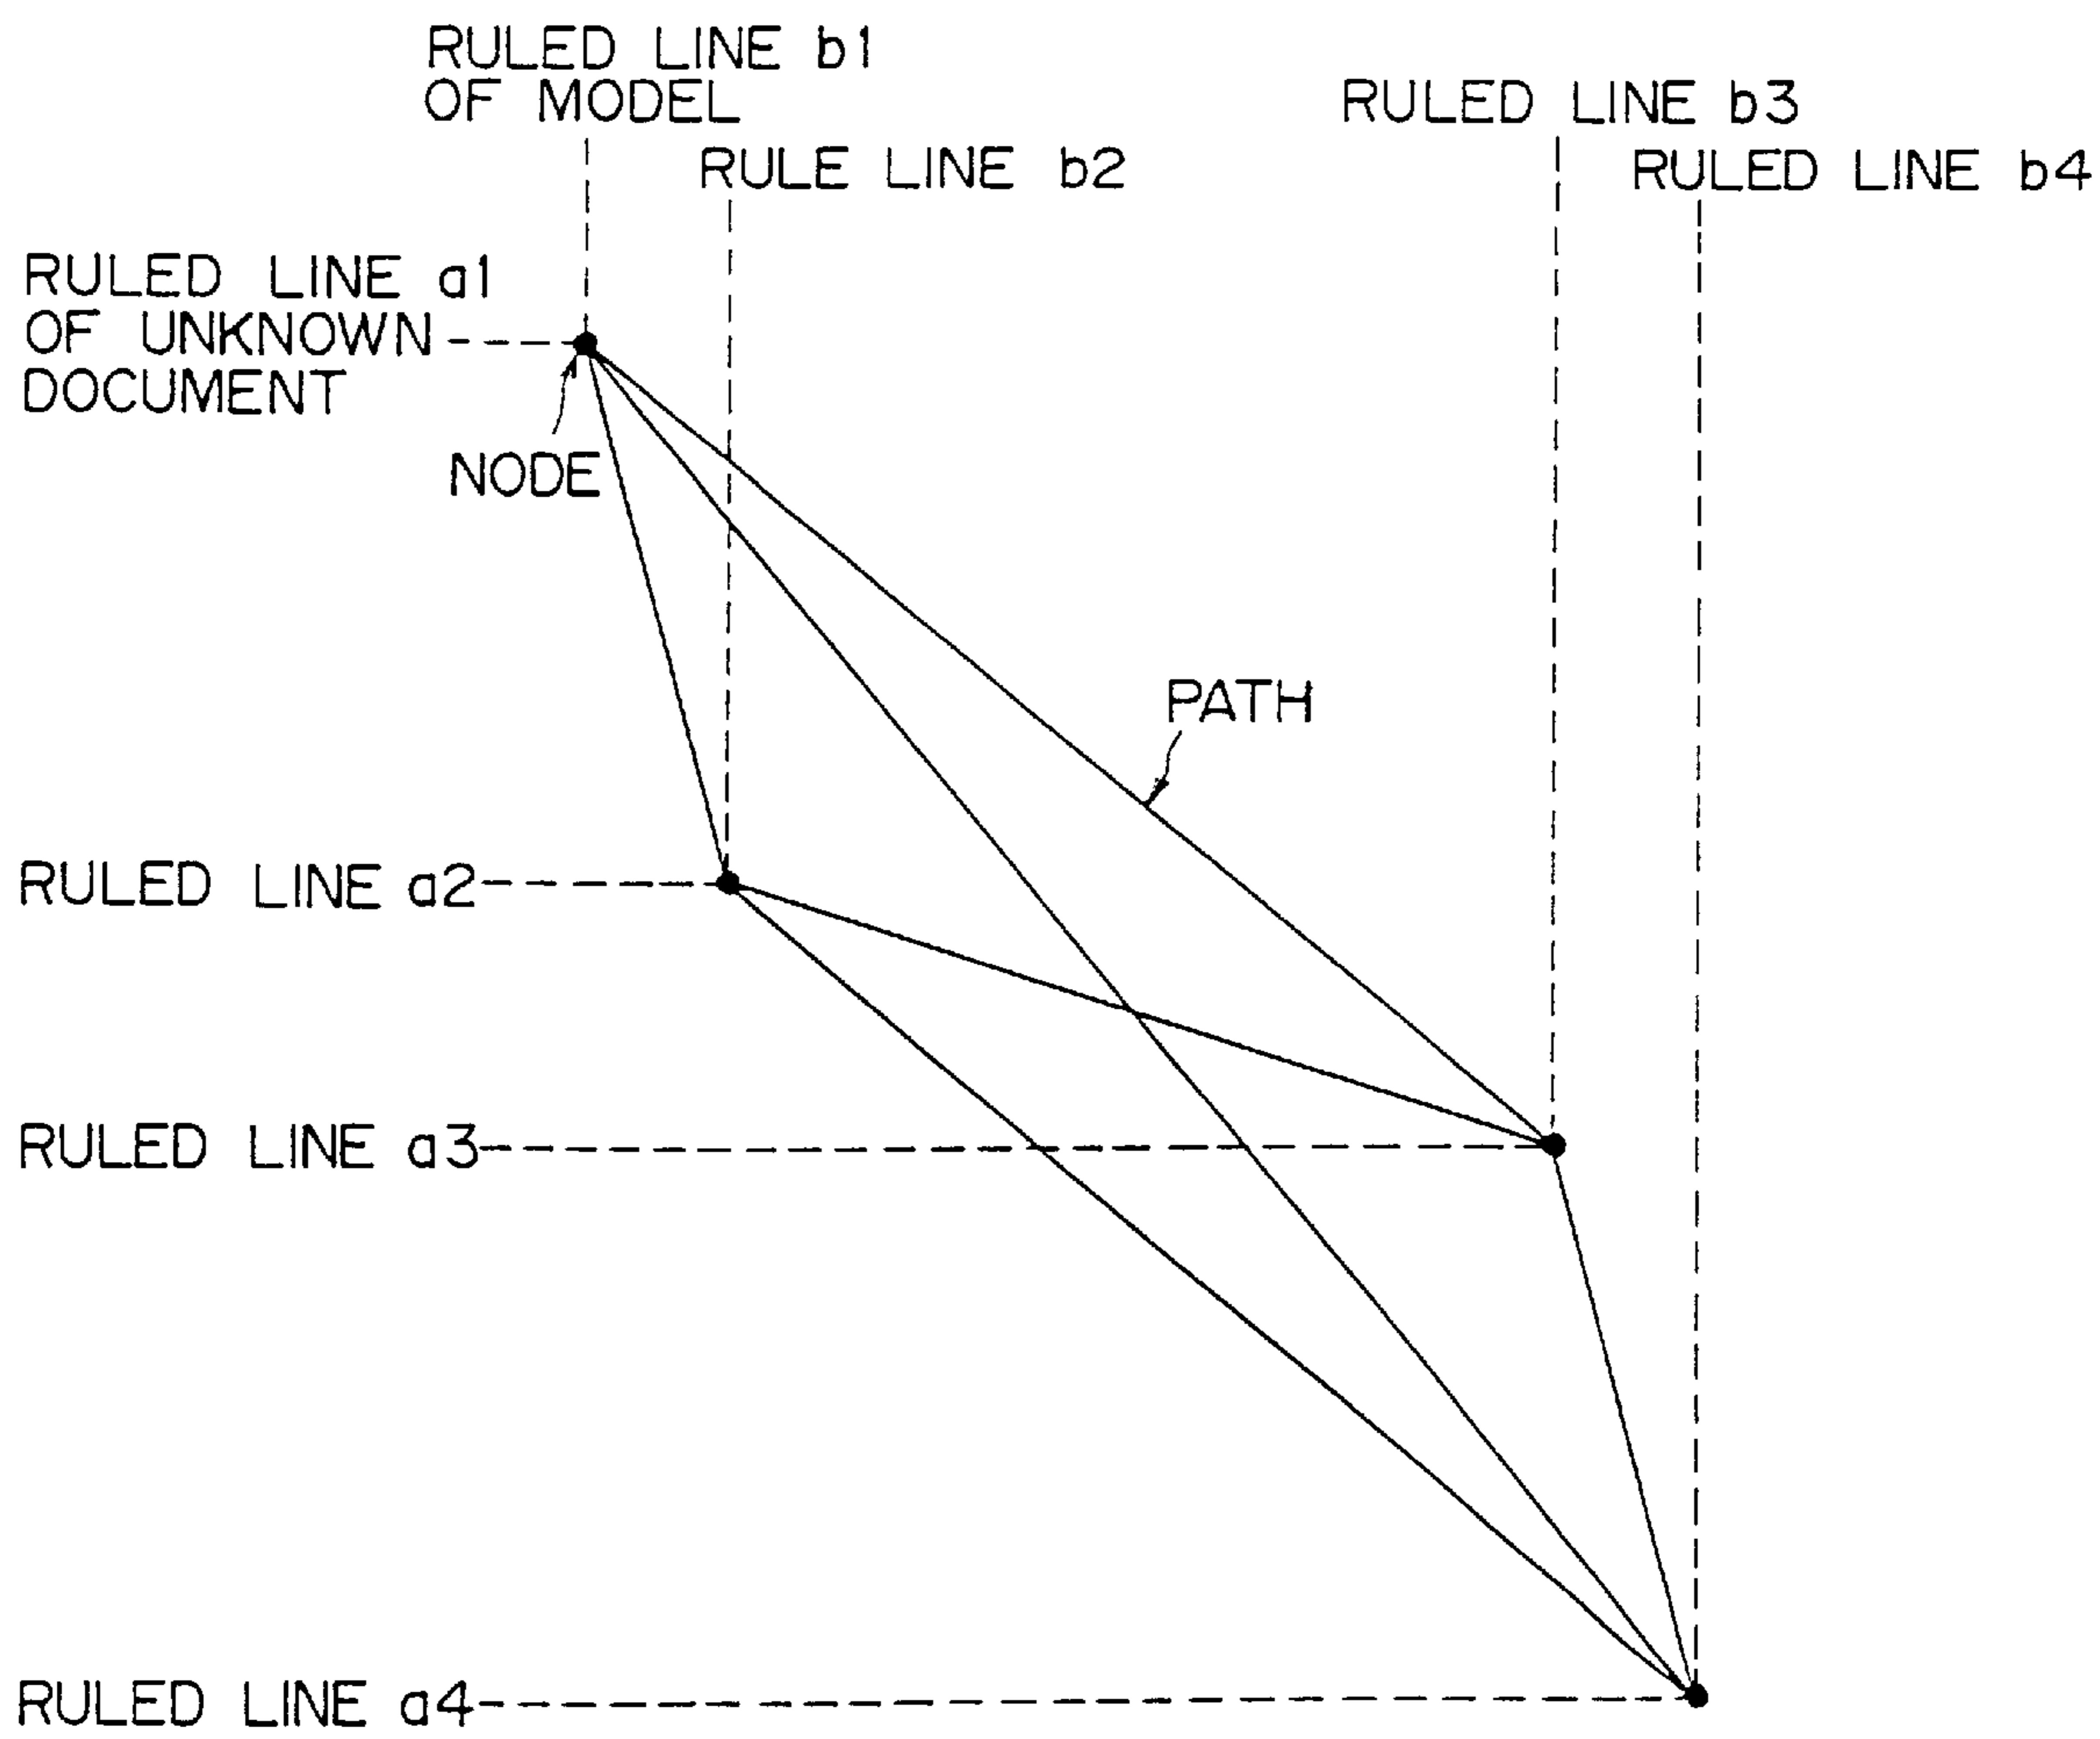 RULED LINE b1
OF MODEL
RULED LINE b3
RULE LINE b2
RULED LINE b4
RULED LINE a1
OF UNKNOWN
DOCUMENT
NODE
PATH
RULED LINE a2
RULED LINE a3
RULED LINE a4